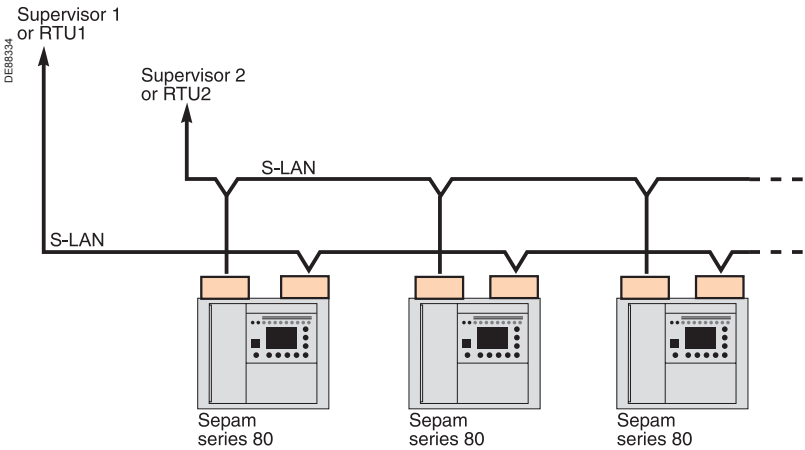 Supervisor 1
or RTU1
DE88334
Supervisor 2
or RTU2
S-LAN
S-LAN
Sepam
series 80
Sepam
series 80
Sepam
series 80